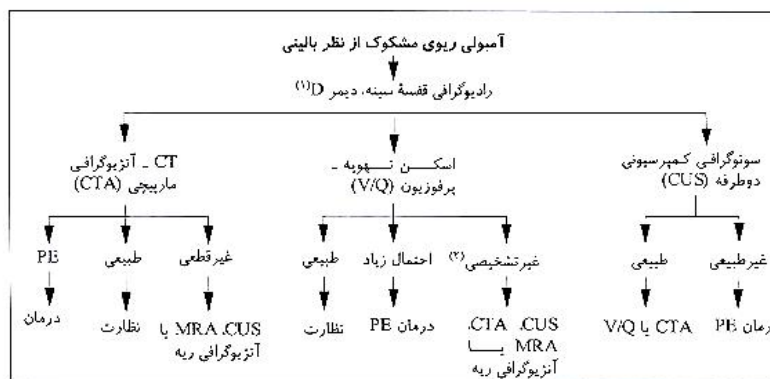 آمبولی ریوی مشکوک از نظر بالینی
رادیوگرافی قفسهٔ سینه، دیمر D(۱)
سونوگرافی کمپرسیونی
دوطرفه (CUS)
اسکن تهویه -
پرفوزیون (V/Q)
CT - آنژیوگرافی
مارپیچی (CTA)
غیرطبیعی
طبیعی
غیرتشخیصی(۲)
احتمال زیاد
طبیعی
غیرقطعی
طبیعی
PE
درمان PE
CTA یا V/Q
CUS، CTA،
MRA یا
آنژیوگرافی ریه
درمان PE
نظارت
CUS، MRA یا
آنژیوگرافی ریه
نظارت
درمان